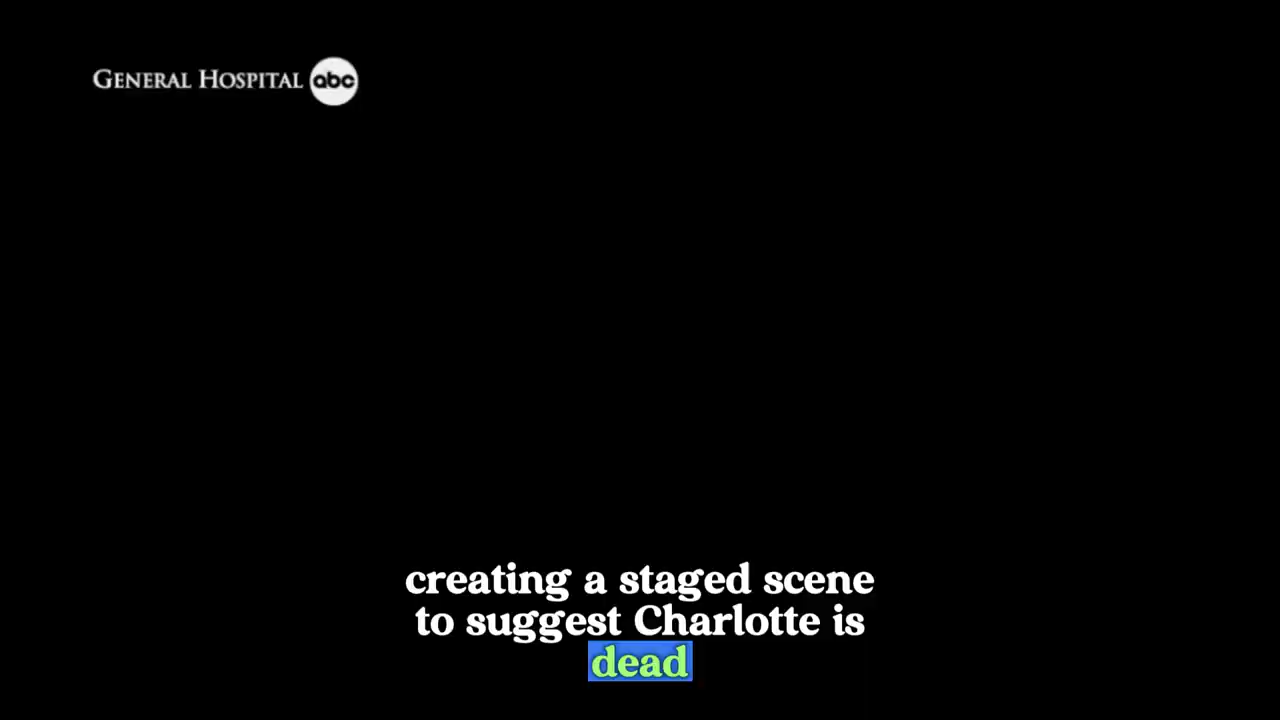 GENERAL HOSPITAL abc
creating a staged scene
to suggest Charlotte is
dead